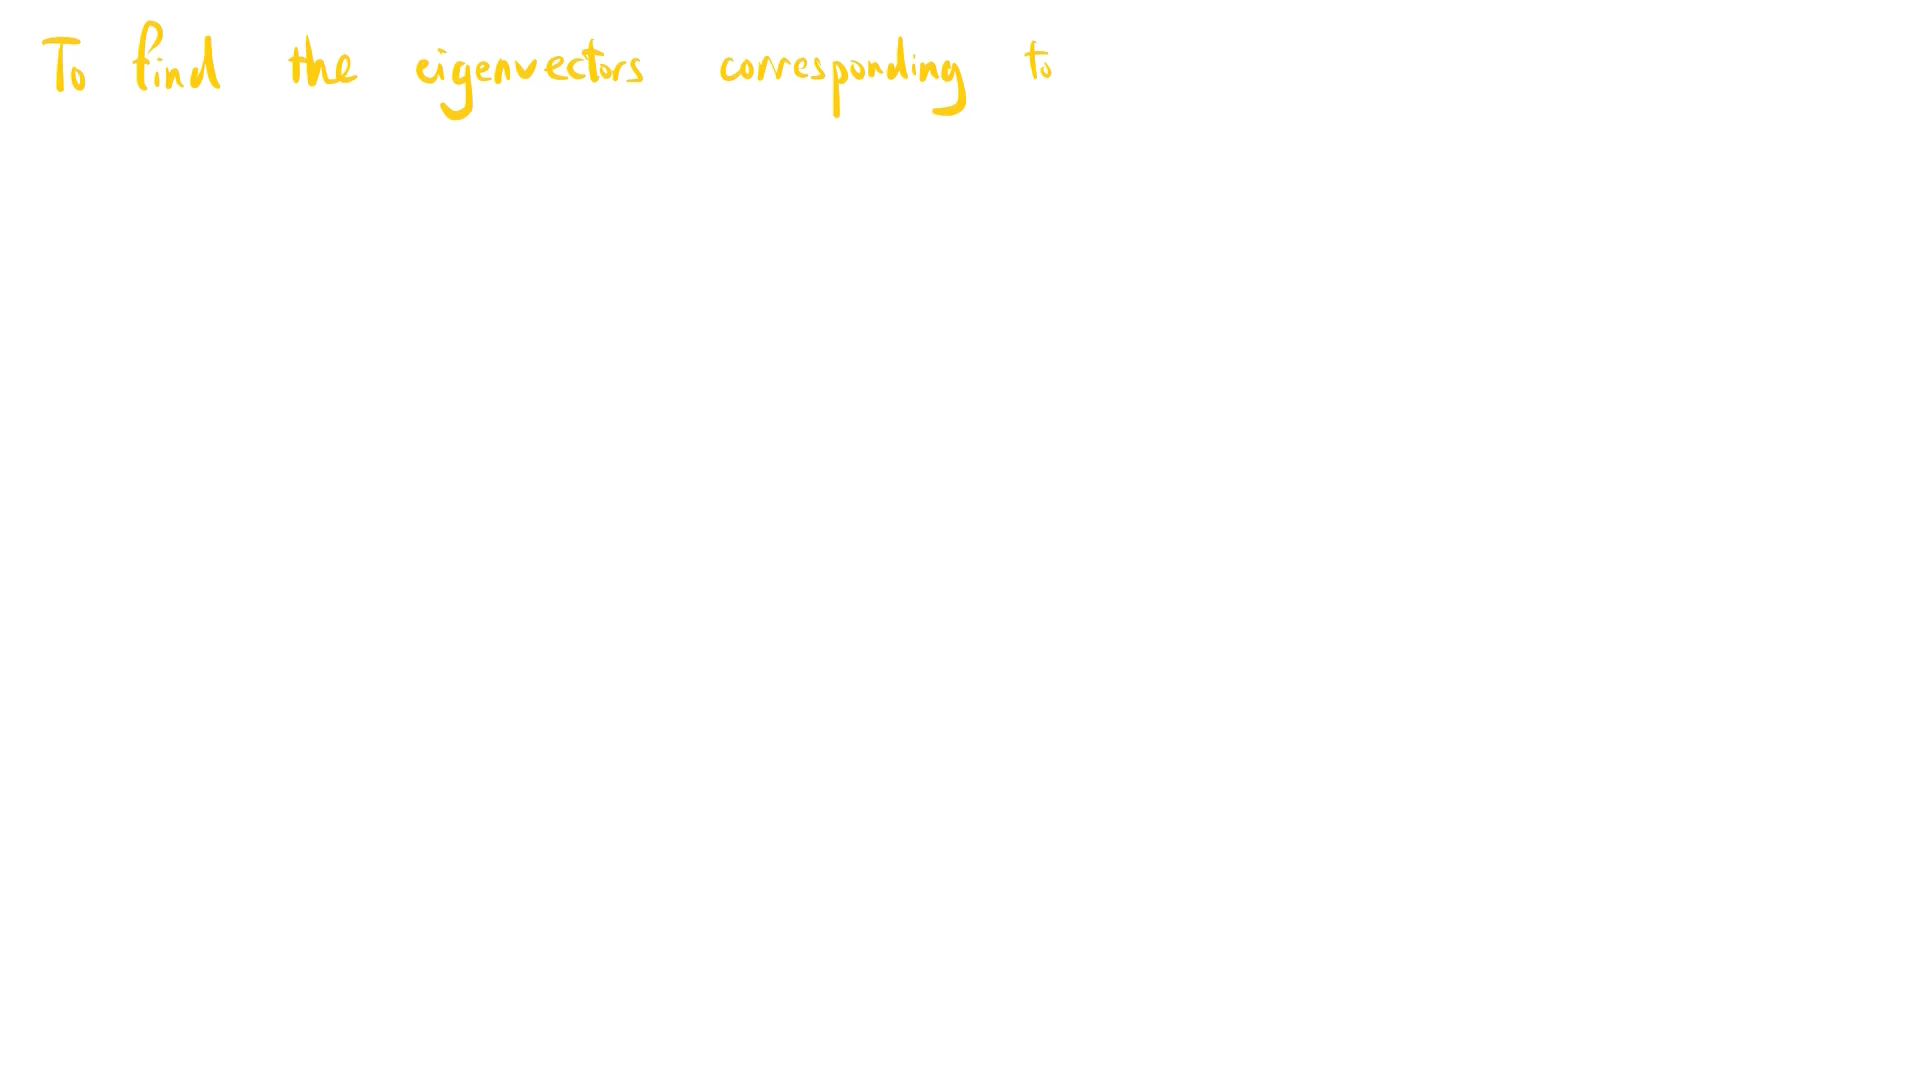 To find the eigenvectors corresponding to